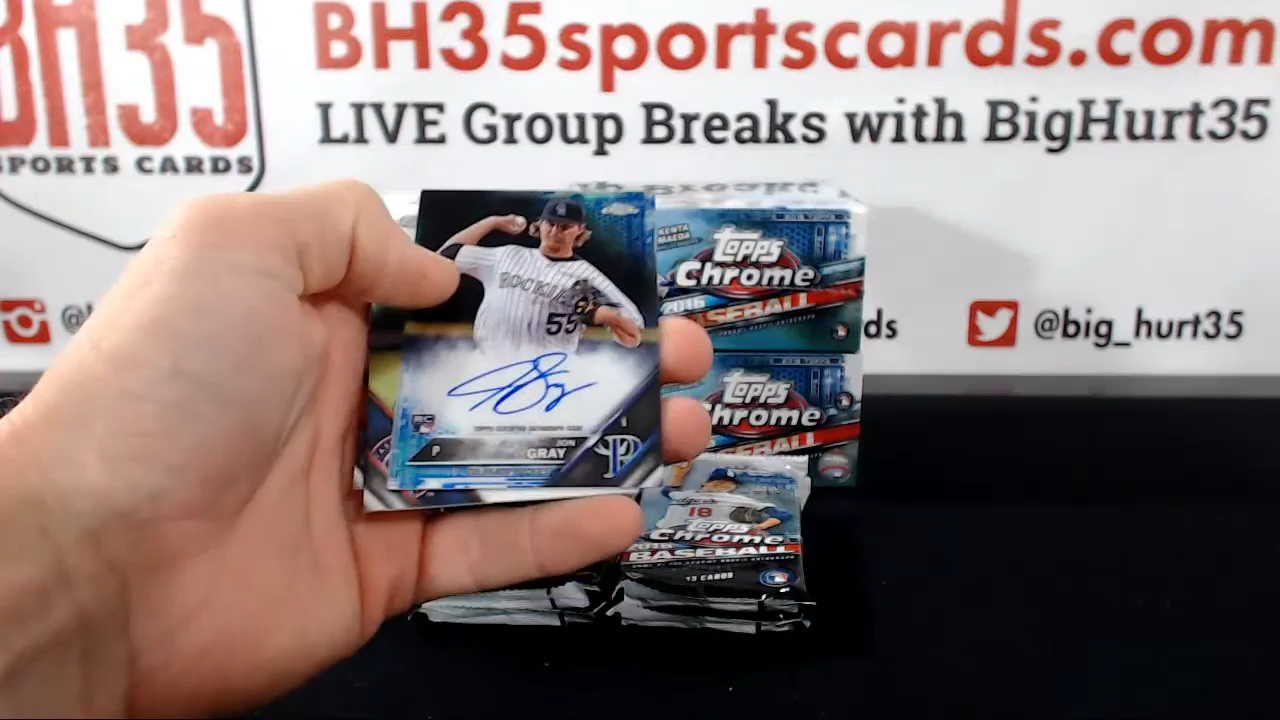 BH35
SPORTS CARDS
BH35sportscards.com
LIVE Group Breaks with BigHurt35
@big_hurt35
KENTA
MAEDA
Topps
Chrome
2016
BASEBALL
Topps
Chrome
BASEBALL
ROCKIES
55
RC
P
JON
GRAY
18
Topps
Chrome
2016
BASEBALL